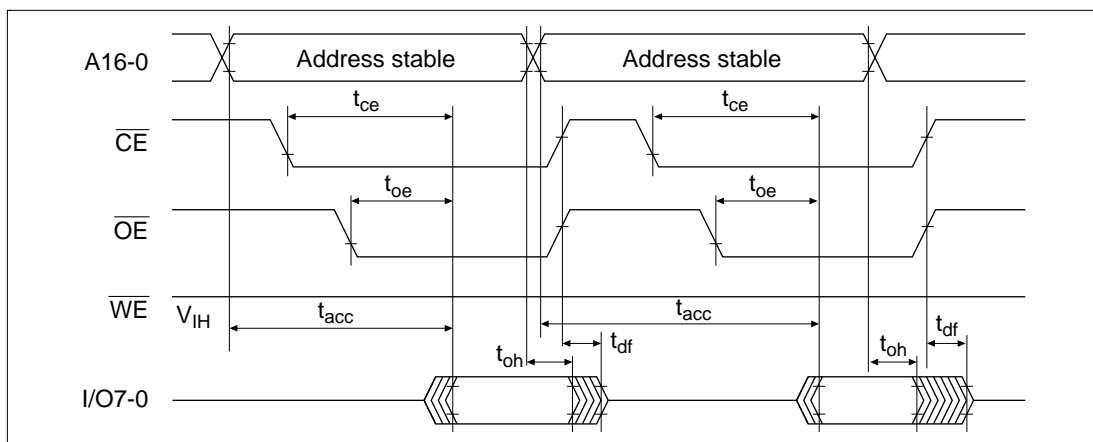 A16-0 Address stable Address stable
t_ce t_ce
CE
t_oe t_oe
OE
WE
V_IH t_acc t_acc
t_oh t_df t_oh t_df
I/O7-0